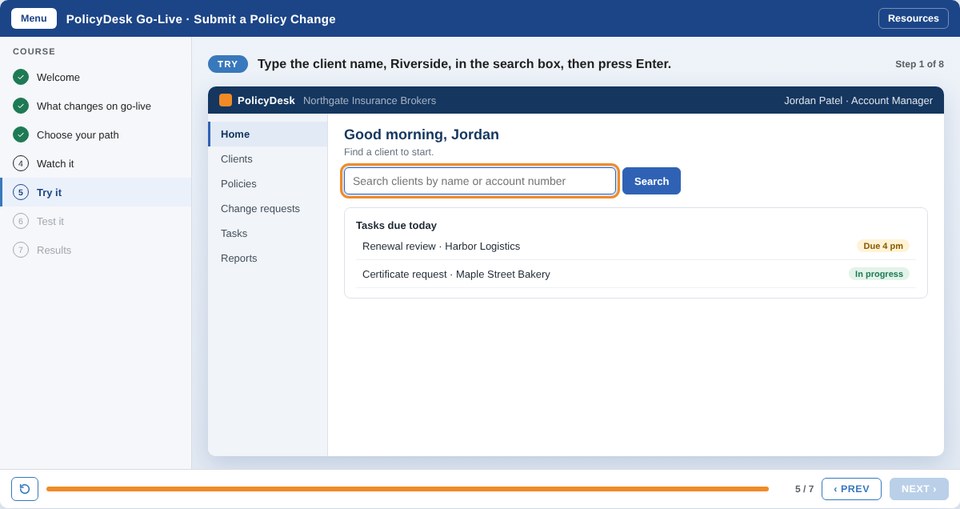 Menu PolicyDesk Go-Live · Submit a Policy Change Resources
COURSE
Welcome
What changes on go-live
Choose your path
4 Watch it
5 Try it
6 Test it
7 Results
TRY Type the client name, Riverside, in the search box, then press Enter. Step 1 of 8
PolicyDesk Northgate Insurance Brokers Jordan Patel · Account Manager
Home
Clients
Policies
Change requests
Tasks
Reports
Good morning, Jordan
Find a client to start.
Search clients by name or account number Search
Tasks due today
Renewal review · Harbor Logistics Due 4 pm
Certificate request · Maple Street Bakery In progress
5 / 7 ‹ PREV NEXT ›